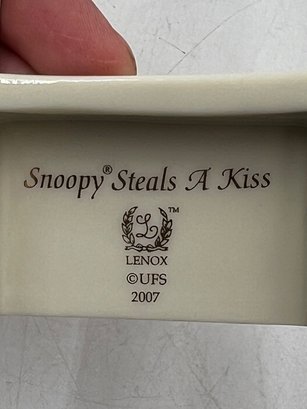 Snoopy® Steals A Kiss
L ™
LENOX
©UFS
2007